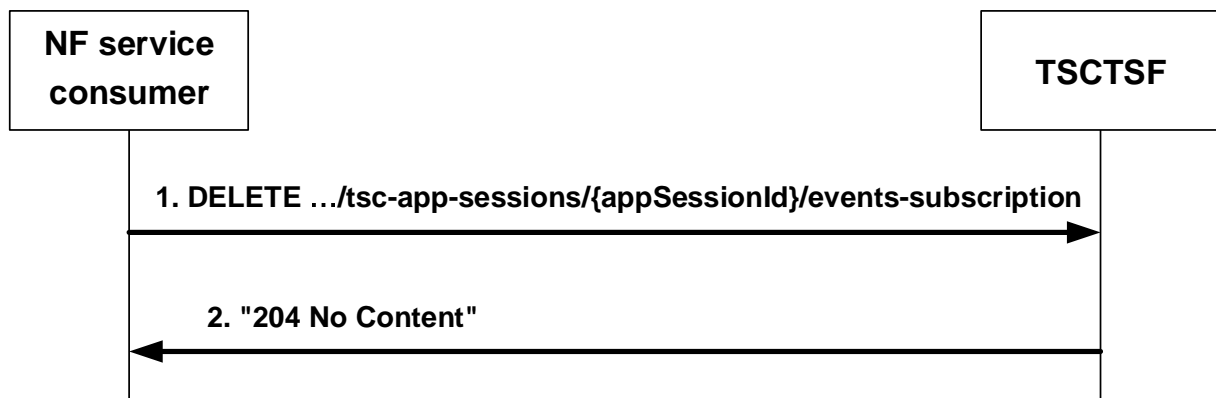 NF service
consumer
TSCTSF
1. DELETE …/tsc-app-sessions/{appSessionId}/events-subscription
2. "204 No Content"